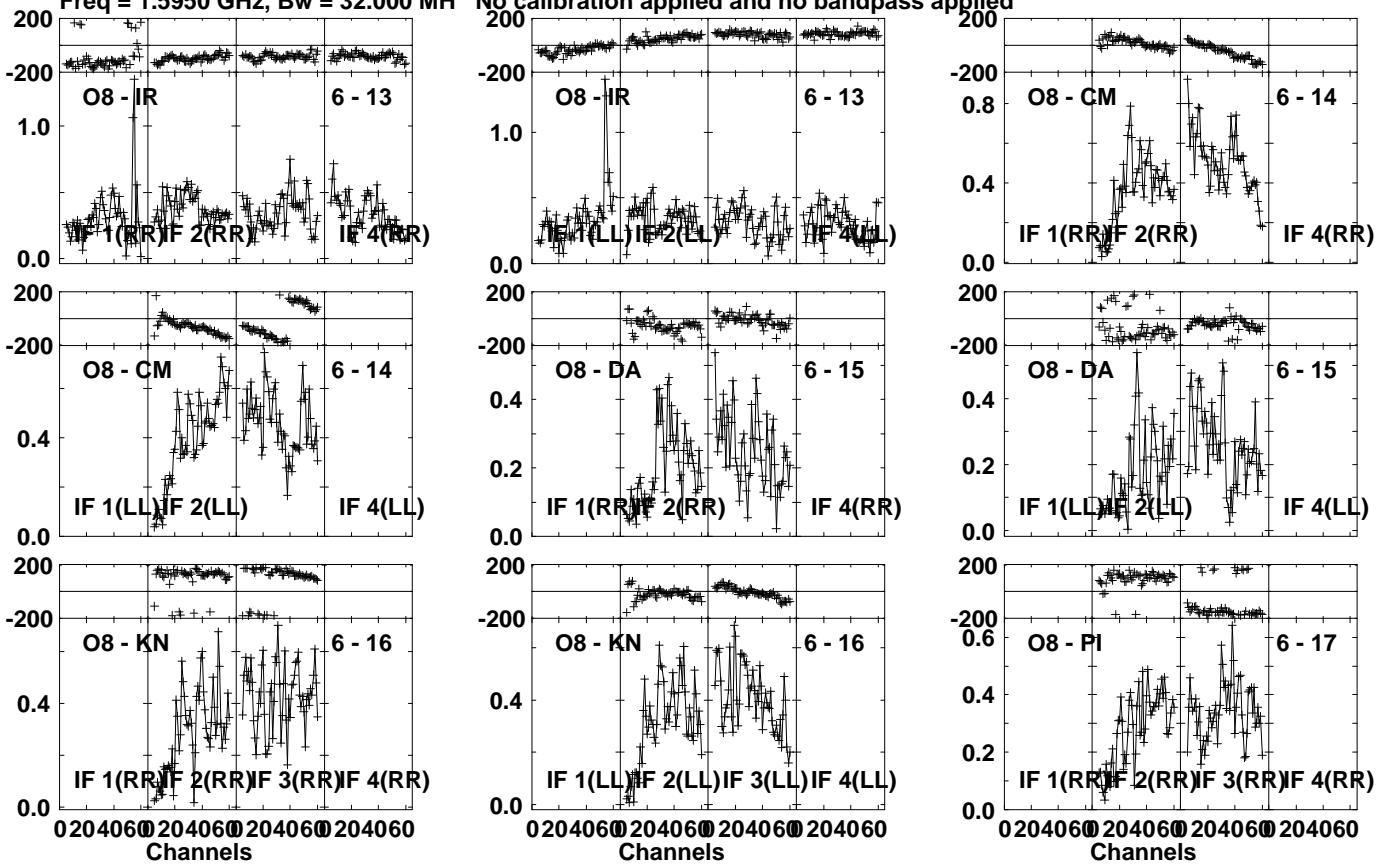 Freq = 1.5950 GHz, Bw = 32.000 MH No calibration applied and no bandpass applied
200 200 200
-200 -200 -200
O8 - IR 6 - 13 O8 - IR 6 - 13 O8 - CM 6 - 14
1.0 1.0 0.8
0.4
IF 1(RR) IF 2(RR) IF 4(RR) IF 1(LL) IF 2(LL) IF 4(LL) IF 1(RR) IF 2(RR) IF 4(RR)
0.0 0.0 0.0
200 200 200
-200 -200 -200
O8 - CM 6 - 14 O8 - DA 6 - 15 O8 - DA 6 - 15
0.4 0.4
0.4 0.2 0.2
IF 1(LL) IF 2(LL) IF 4(LL) IF 1(RR) IF 2(RR) IF 4(RR) IF 1(LL) IF 2(LL) IF 4(LL)
0.0 0.0 0.0
200 200 200
-200 -200 -200
O8 - KN 6 - 16 O8 - KN 6 - 16 O8 - PI 6 - 17
0.6
0.4 0.4 0.4
0.2
IF 1(RR) IF 2(RR) IF 3(RR) IF 4(RR) IF 1(LL) IF 2(LL) IF 3(LL) IF 4(LL) IF 1(RR) IF 2(RR) IF 3(RR) IF 4(RR)
0.0 0.0 0.0
0 20 40 60 0 20 40 60 0 20 40 60 0 20 40 60 0 20 40 60 0 20 40 60 0 20 40 60 0 20 40 60 0 20 40 60 0 20 40 60 0 20 40 60 0 20 40 60
Channels Channels Channels